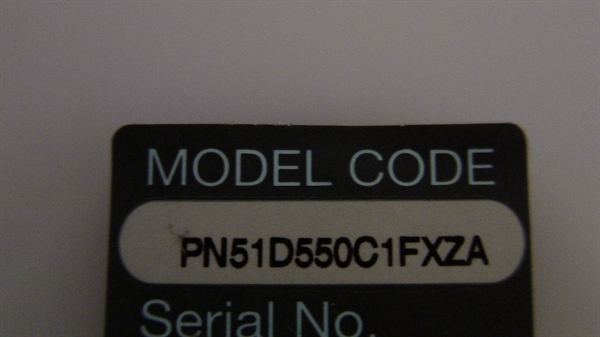 MODEL CODE
PN51D550C1FXZA
Serial No.